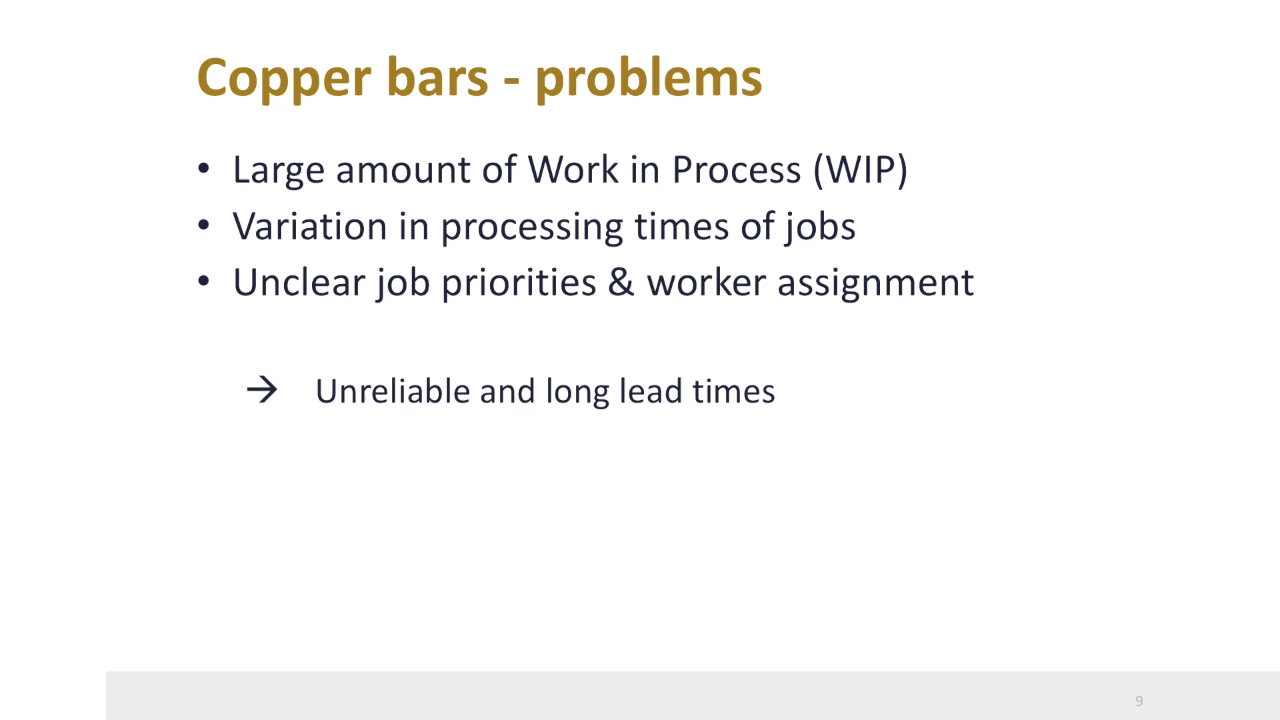 Copper bars - problems
• Large amount of Work in Process (WIP)
• Variation in processing times of jobs
• Unclear job priorities & worker assignment
→ Unreliable and long lead times
9